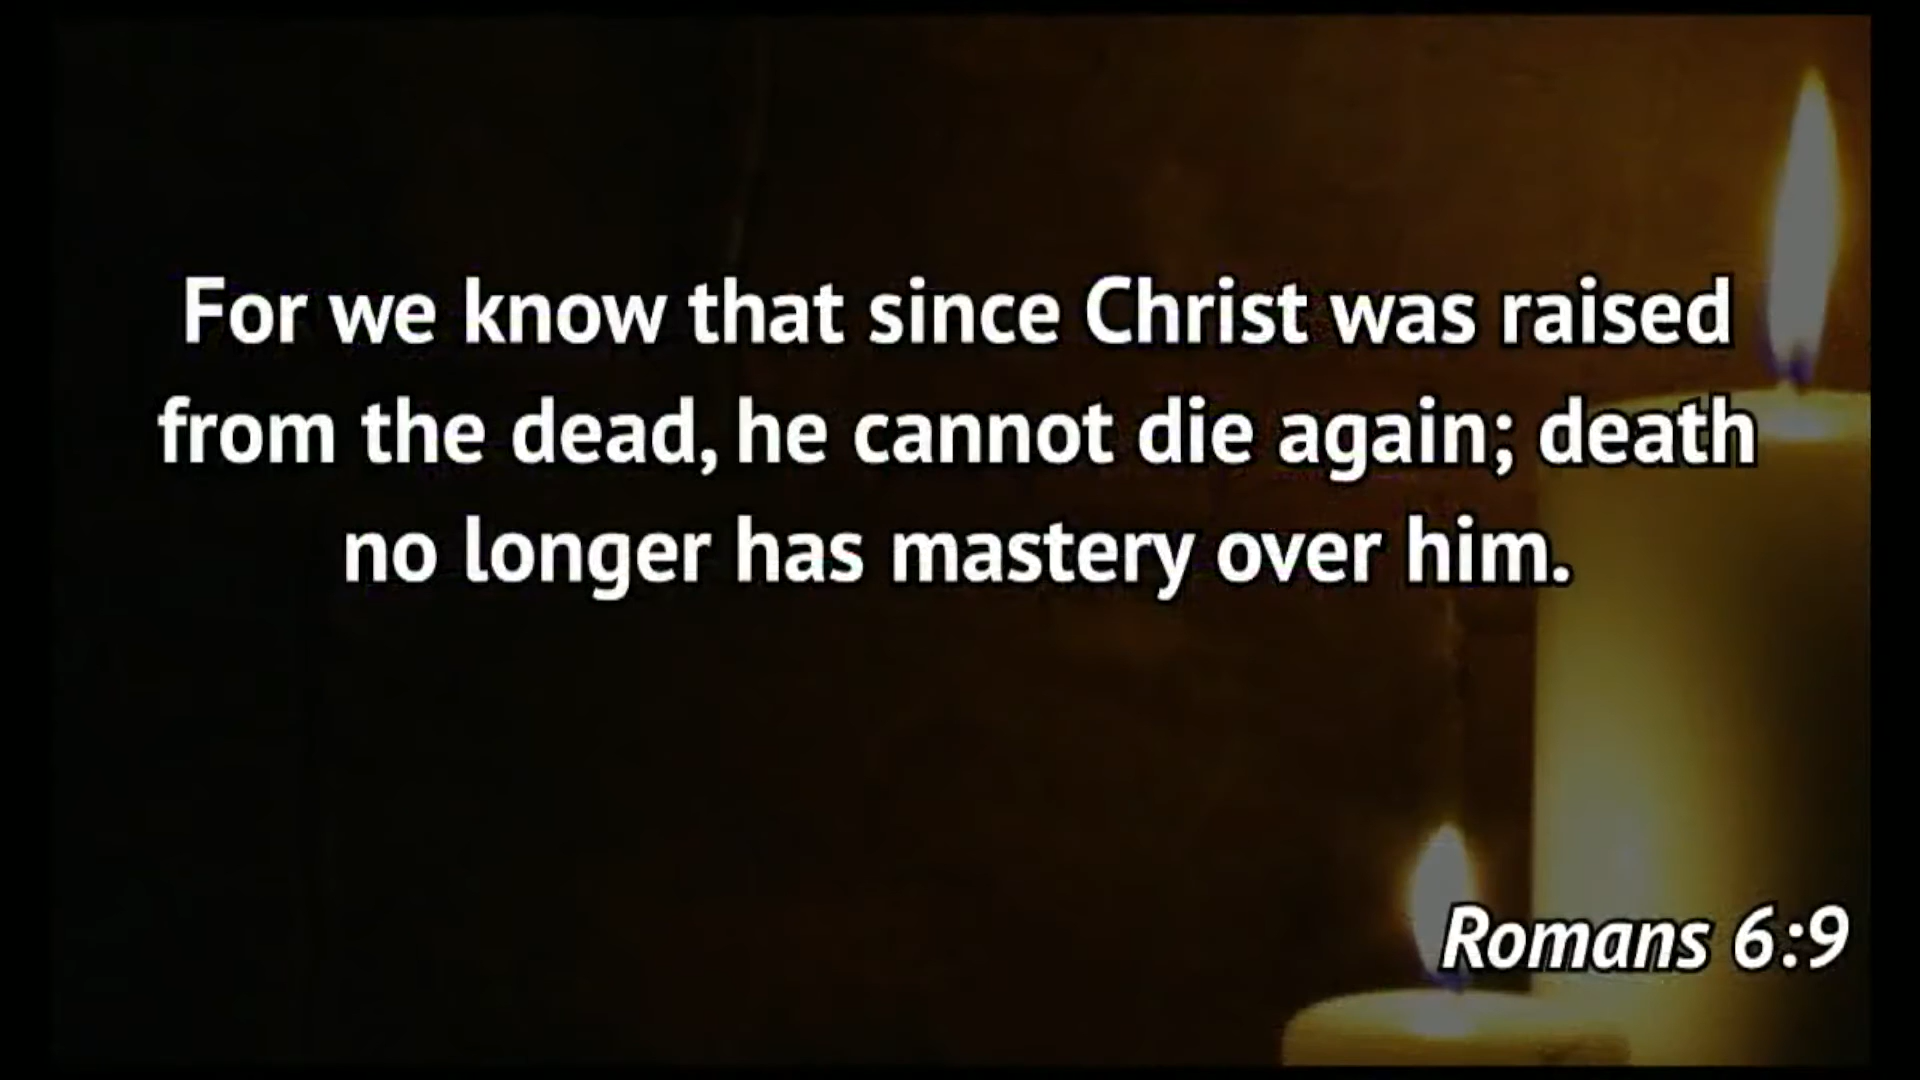 For we know that since Christ was raised
from the dead, he cannot die again; death
no longer has mastery over him.
Romans 6:9